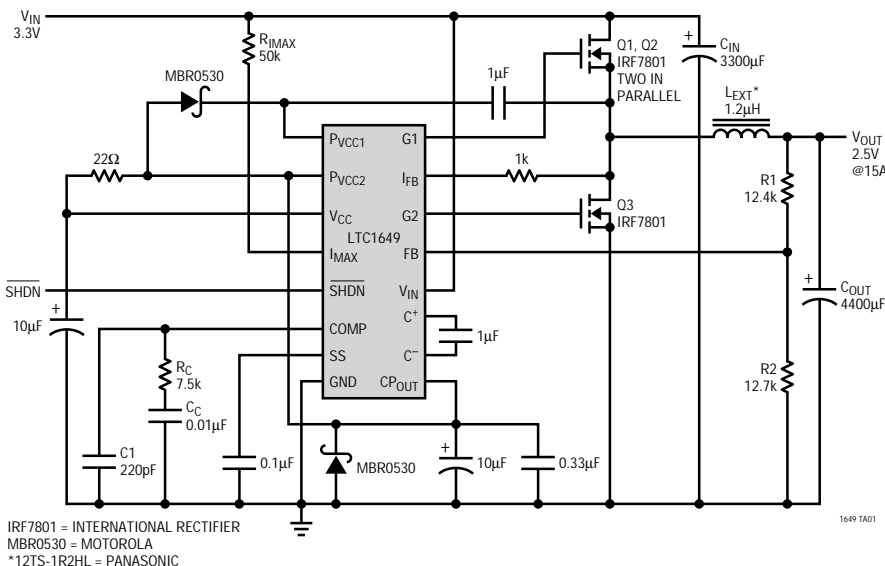 VIN
3.3V
RIMAX
50k
MBR0530
1µF
Q1, Q2
IRF7801
TWO IN
PARALLEL
+
CIN
3300µF
LEXT*
1.2µH
VOUT
2.5V
@15A
22Ω
PVCC1
G1
PVCC2
IFB
1k
VCC
G2
Q3
IRF7801
R1
12.4k
LTC1649
IMAX
FB
SHDN
SHDN
VIN
+
10µF
COMP
C+
1µF
SS
C–
GND
CPOUT
+
COUT
4400µF
RC
7.5k
R2
12.7k
CC
0.01µF
C1
220pF
0.1µF
MBR0530
+
10µF
0.33µF
1649 TA01
IRF7801 = INTERNATIONAL RECTIFIER
MBR0530 = MOTOROLA
*12TS-1R2HL = PANASONIC